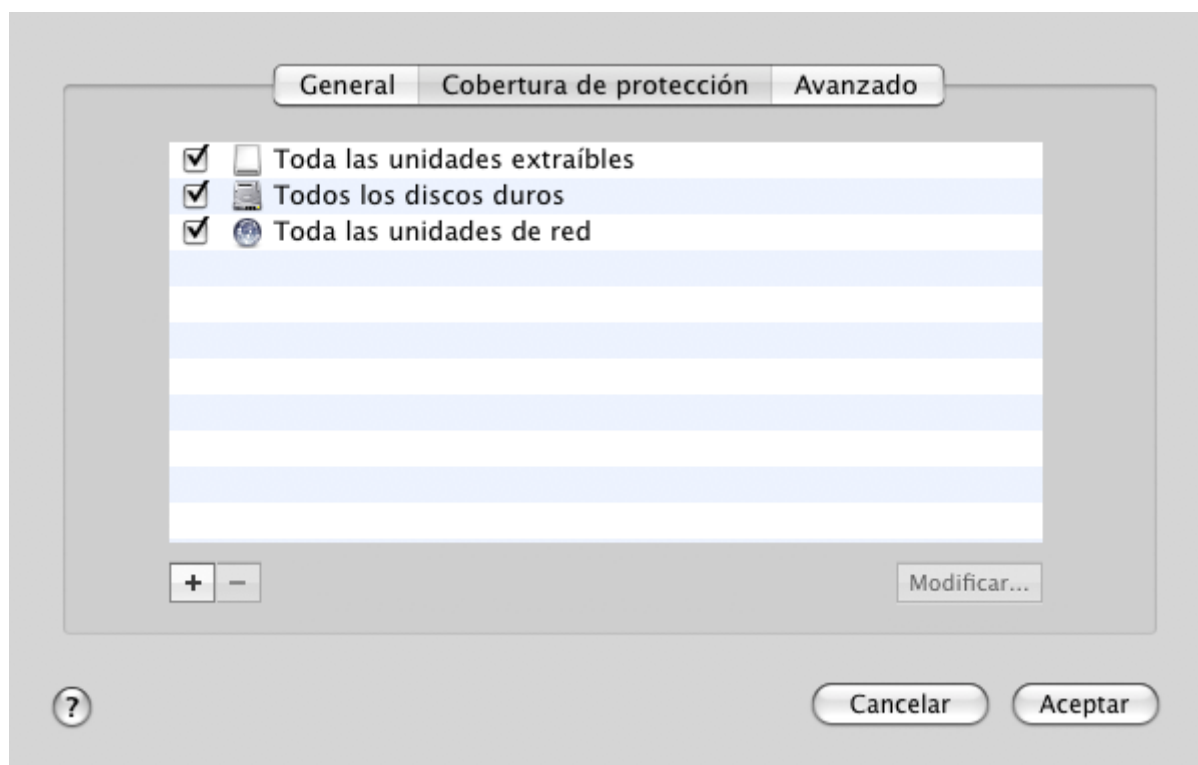 General Cobertura de protección Avanzado
Toda las unidades extraíbles
Todos los discos duros
Toda las unidades de red
+ − Modificar...
? Cancelar Aceptar